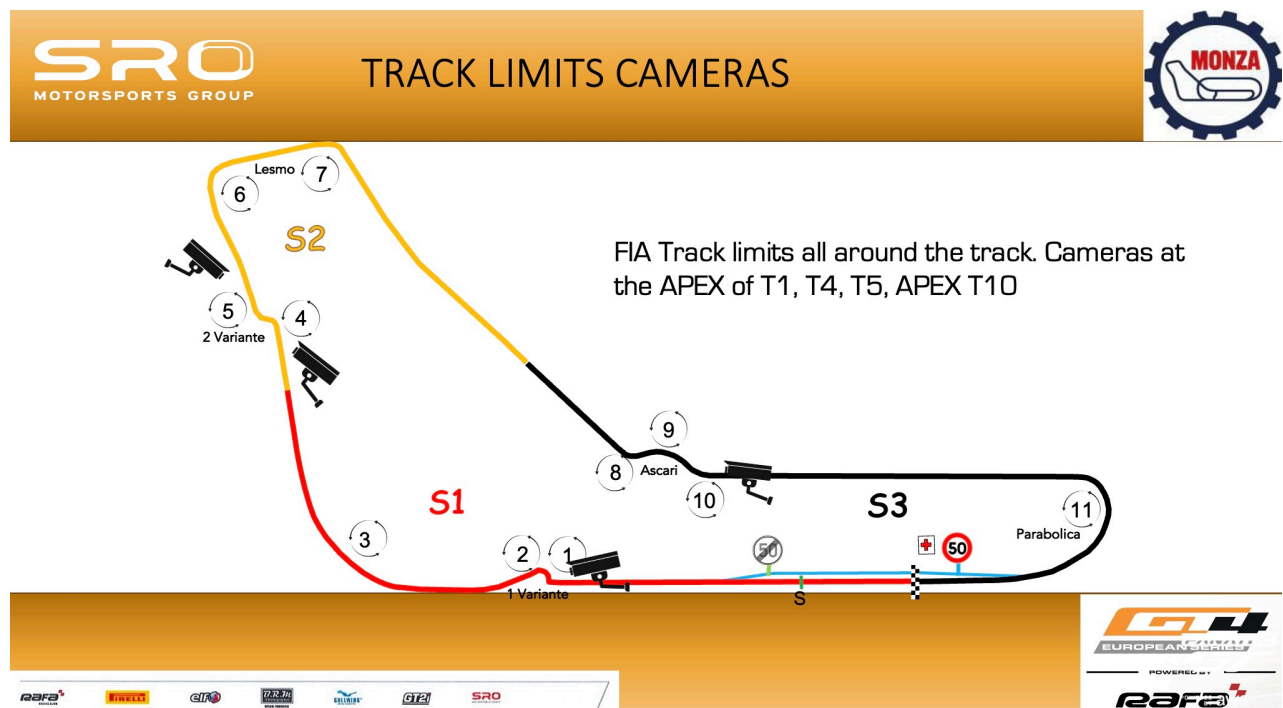 SRO
MOTORSPORTS GROUP
TRACK LIMITS CAMERAS
MONZA
Lesmo
7
6
S2
FIA Track limits all around the track. Cameras at
the APEX of T1, T4, T5, APEX T10
5
4
2 Variante
9
8
Ascari
10
S1
S3
11
Parabolica
3
2
1
50
50
1 Variante
S
GT4
EUROPEAN SERIES
POWERED BY
RAFA
RAFA
PIRELLI
elf
B.R.M
GULLWING
GT2i
SRO